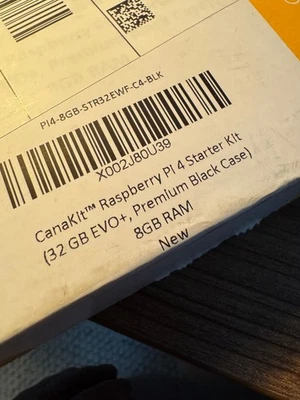 PI4-8GB-STR32EWF-C4-BLK
X002J80U39
CanaKit™ Raspberry PI 4 Starter Kit
(32 GB EVO+, Premium Black Case)
8GB RAM
New